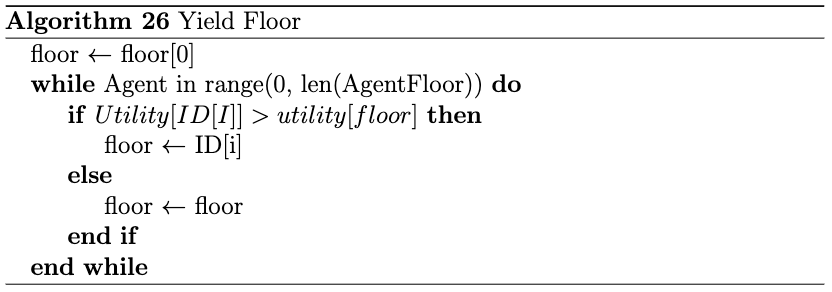 Algorithm 26 Yield Floor
floor ← floor[0]
while Agent in range(0, len(AgentFloor)) do
if Utility[ID[I]] > utility[floor] then
floor ← ID[i]
else
floor ← floor
end if
end while